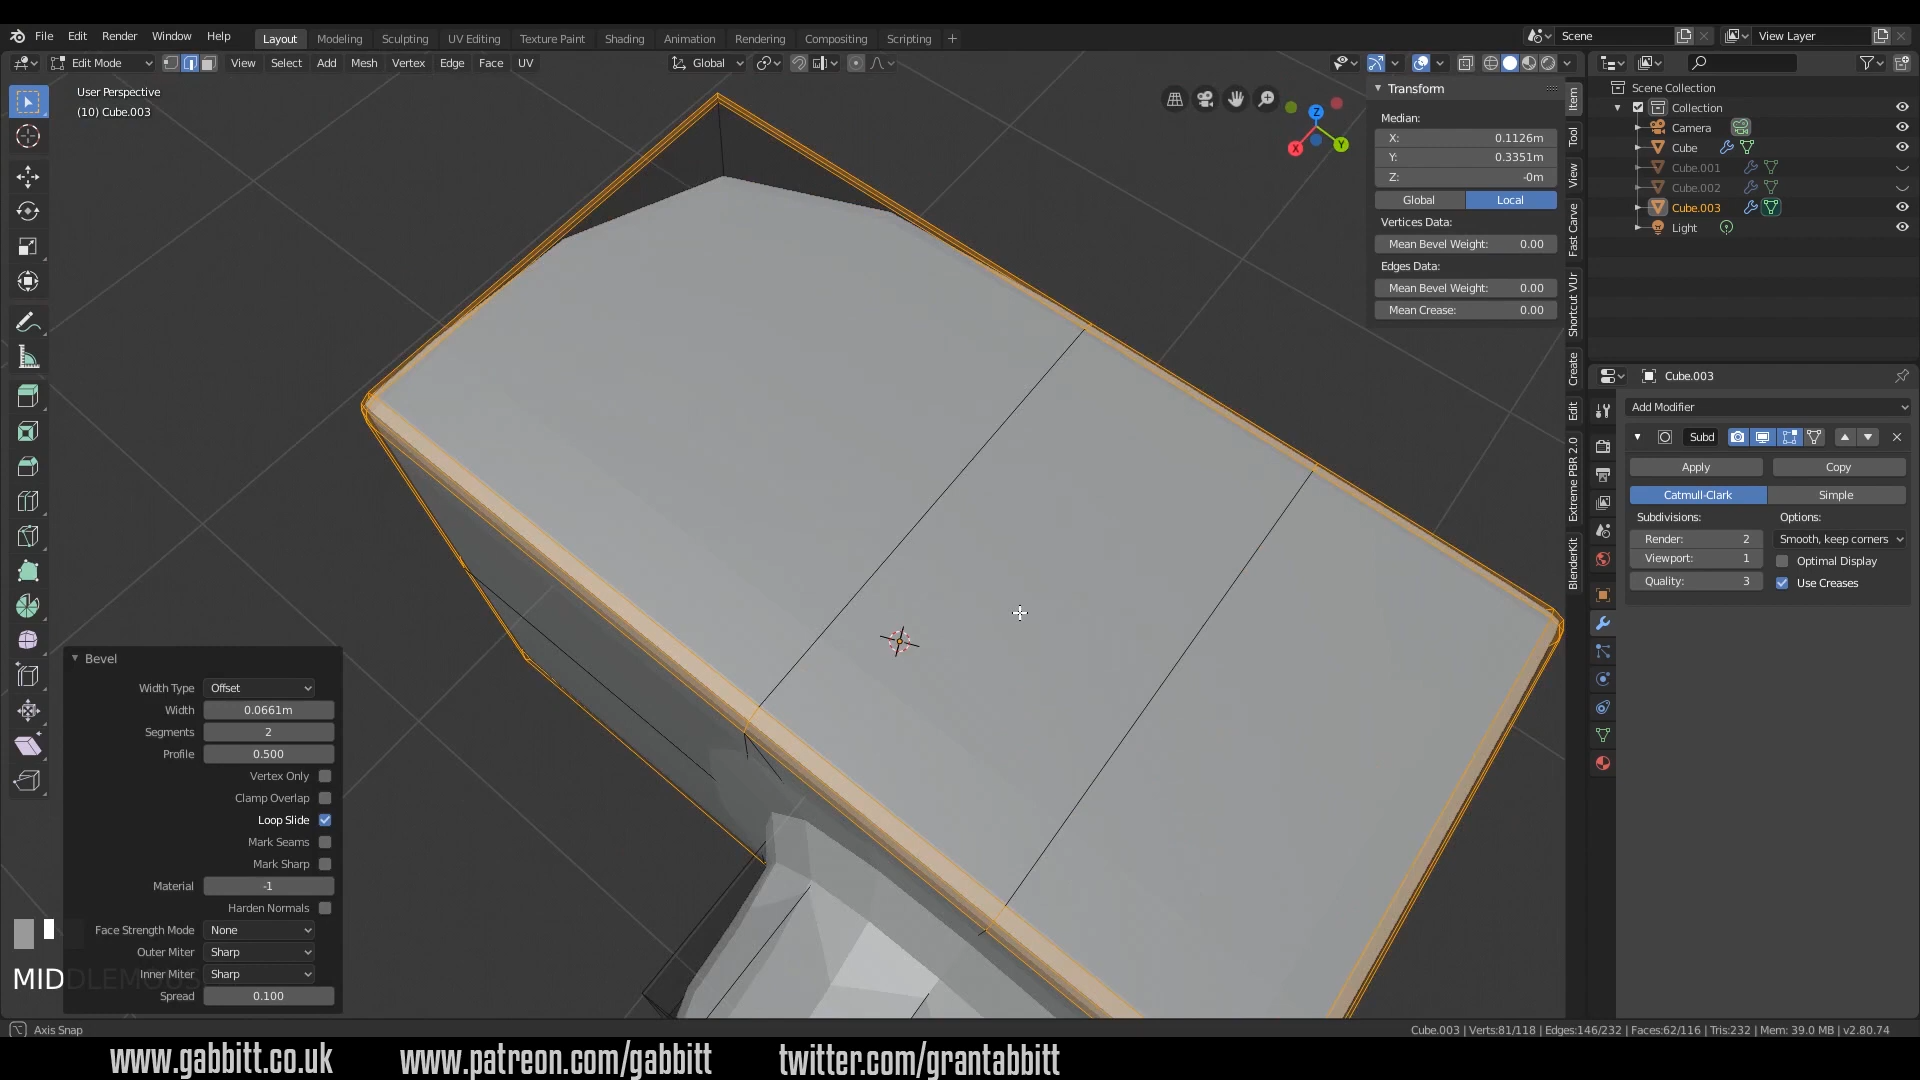 File Edit Render Window Help
Layout Modeling Sculpting UV Editing Texture Paint Shading Animation Rendering Compositing Scripting +
Scene
View Layer
Edit Mode
View Select Add Mesh Vertex Edge Face UV
Global
User Perspective
(10) Cube.003
Z
X
Y
Transform
Median:
X: 0.1126m
Y: 0.3351m
Z: -0m
Global Local
Vertices Data:
Mean Bevel Weight: 0.00
Edges Data:
Mean Bevel Weight: 0.00
Mean Crease: 0.00
Item
Tool
View
Fast Carve
Shortcut VUr
Create
Edit
Extreme PBR 2.0
BlenderKit
Scene Collection
Collection
Camera
Cube
Cube.001
Cube.002
Cube.003
Light
Cube.003
Add Modifier
Subd
Apply Copy
Catmull-Clark Simple
Subdivisions: Options:
Render: 2 Smooth, keep corners
Viewport: 1 Optimal Display
Quality: 3 Use Creases
Bevel
Width Type Offset
Width 0.0661m
Segments 2
Profile 0.500
Vertex Only
Clamp Overlap
Loop Slide
Mark Seams
Mark Sharp
Material -1
Harden Normals
Face Strength Mode None
Outer Miter Sharp
Inner Miter Sharp
Spread 0.100
MIDDLEMOUSE
Axis Snap
Cube.003 | Verts:81/118 | Edges:146/232 | Faces:62/116 | Tris:232 | Mem: 39.0 MB | v2.80.74
www.gabbitt.co.uk www.patreon.com/gabbitt twitter.com/grantabbitt